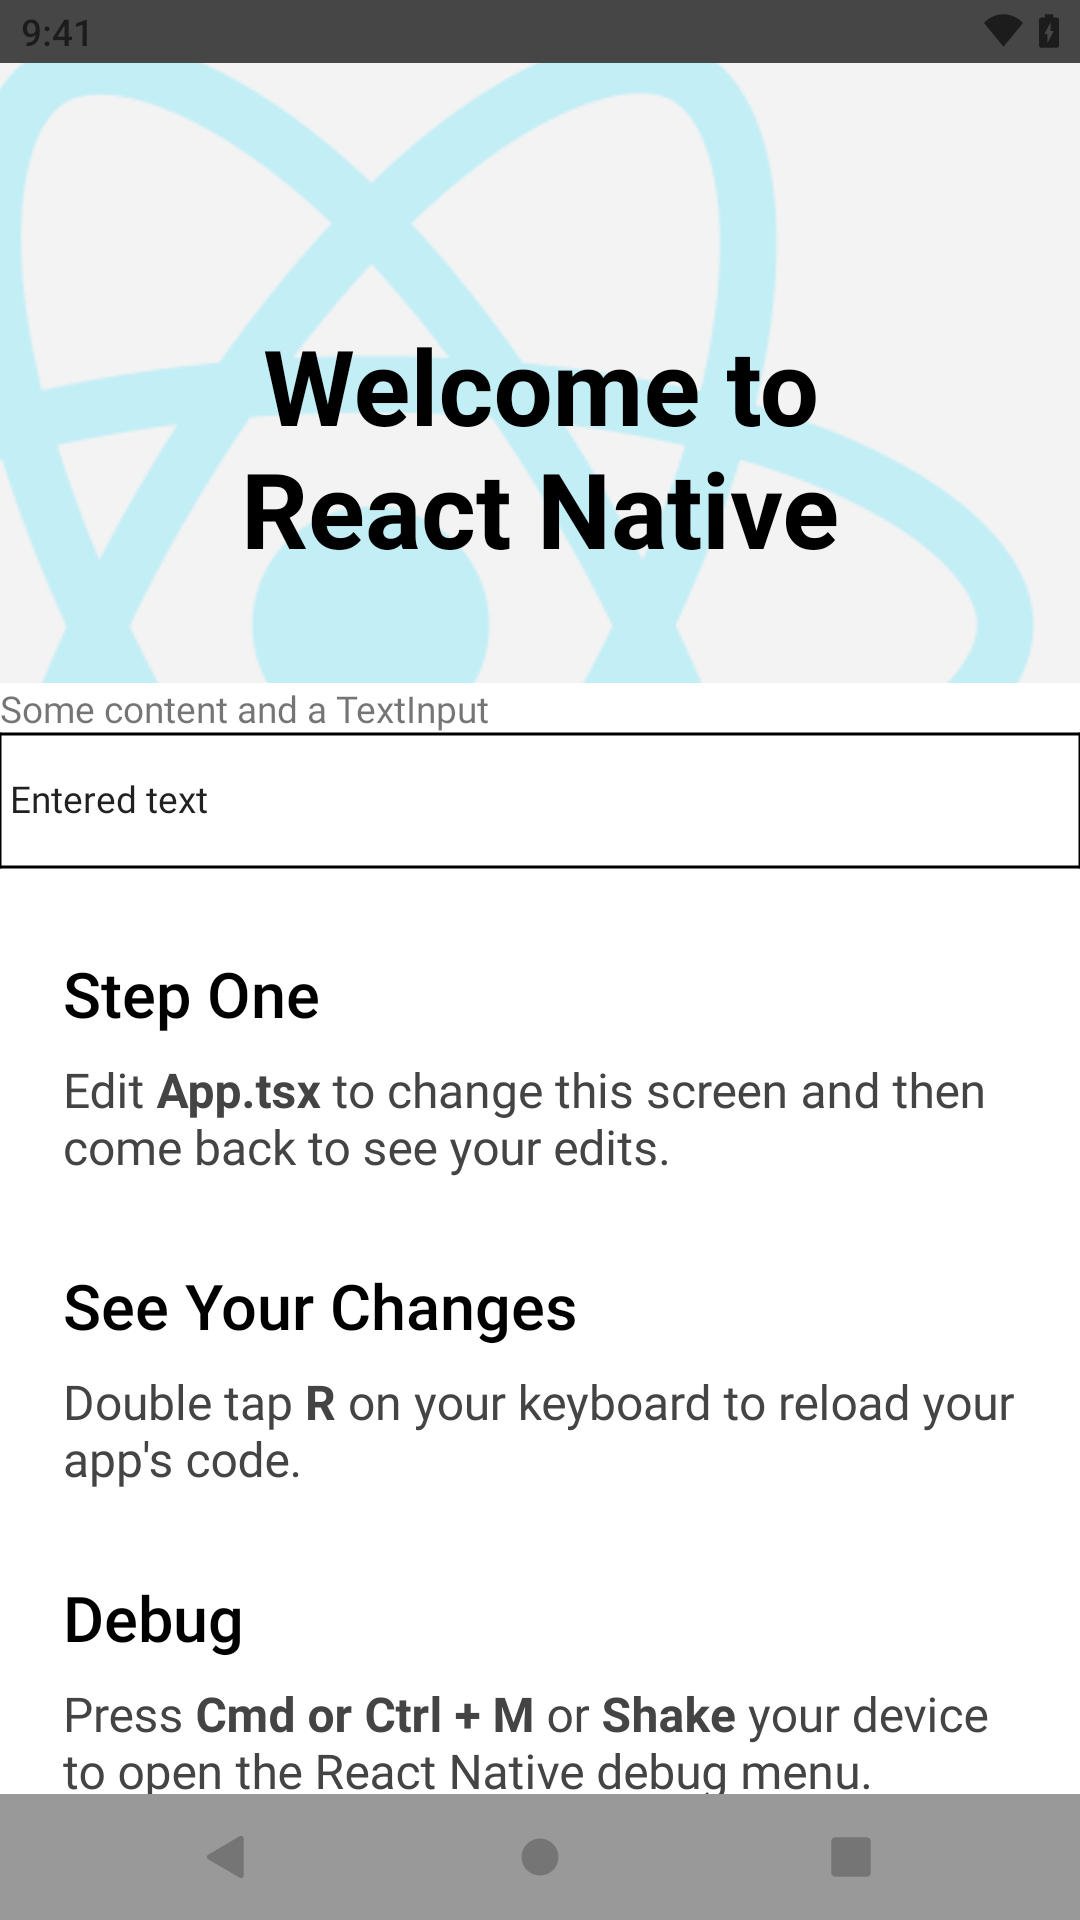 9:41
Welcome to
React Native
Some content and a TextInput
Entered text
Step One
Edit App.tsx to change this screen and then
come back to see your edits.
See Your Changes
Double tap R on your keyboard to reload your
app's code.
Debug
Press Cmd or Ctrl + M or Shake your device
to open the React Native debug menu.